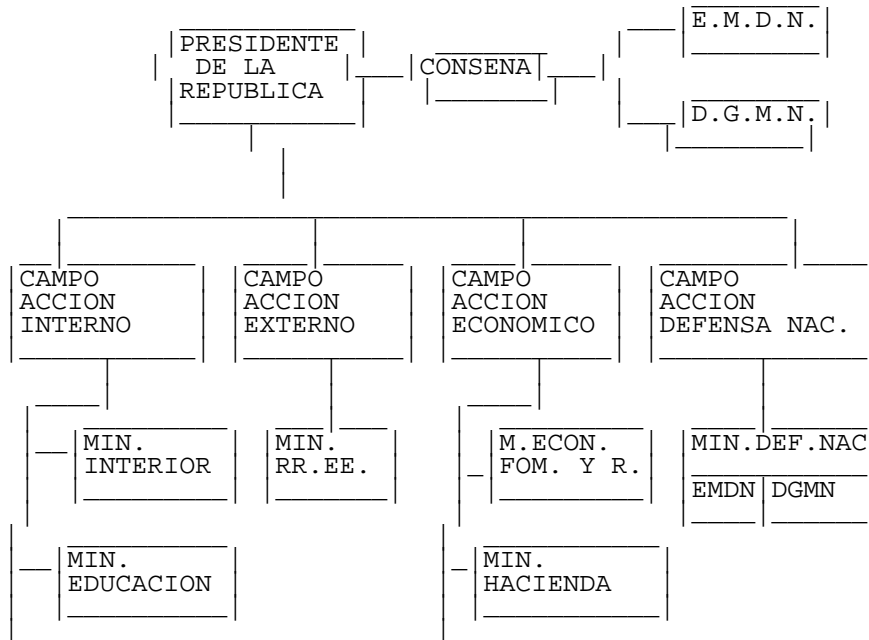 E.M.D.N.
PRESIDENTE
DE LA
REPUBLICA
CONSENA
D.G.M.N.
CAMPO
ACCION
INTERNO
CAMPO
ACCION
EXTERNO
CAMPO
ACCION
ECONOMICO
CAMPO
ACCION
DEFENSA NAC.
MIN.
INTERIOR
MIN.
RR.EE.
M.ECON.
FOM. Y R.
MIN.DEF.NAC
EMDN DGMN
MIN.
EDUCACION
MIN.
HACIENDA